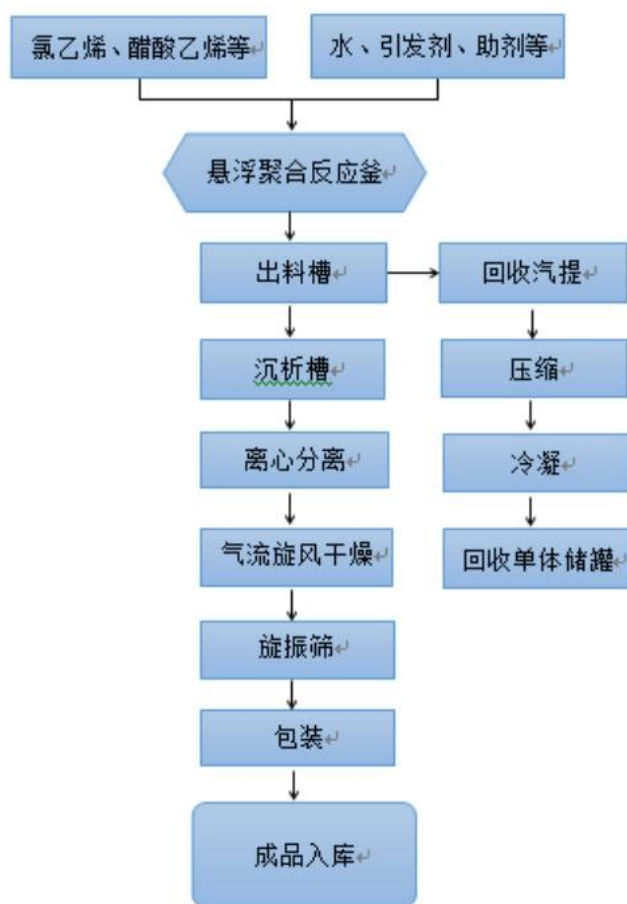 氯乙烯、醋酸乙烯等
水、引发剂、助剂等
悬浮聚合反应釜
出料槽
回收汽提
沉析槽
压缩
离心分离
冷凝
气流旋风干燥
回收单体储罐
旋振筛
包装
成品入库